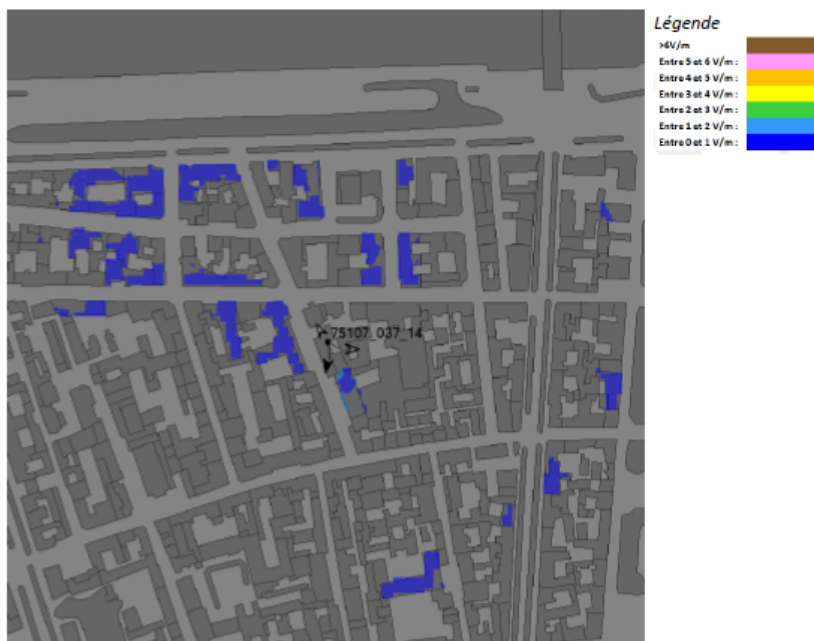 Légende
>6V/m
Entre 5 et 6 V/m :
Entre 4 et 5 V/m :
Entre 3 et 4 V/m :
Entre 2 et 3 V/m :
Entre 1 et 2 V/m :
Entre 0 et 1 V/m :
75107_037_14